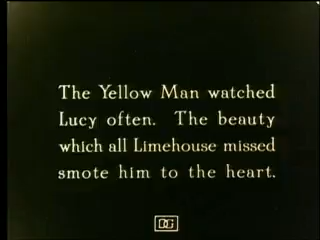 The Yellow Man watched
Lucy often. The beauty
which all Limehouse missed
smote him to the heart.
DG